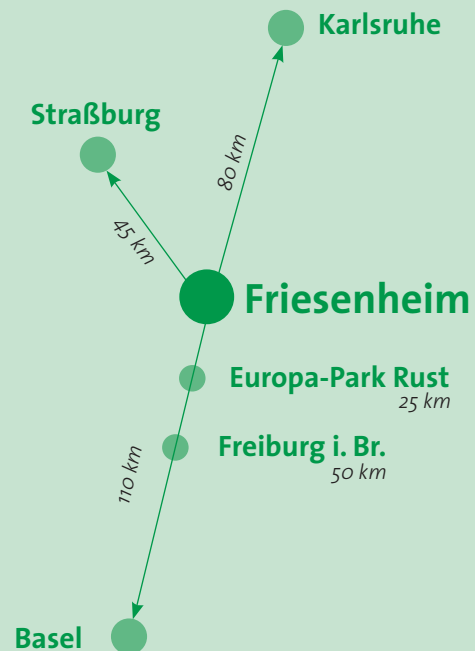 Karlsruhe
Straßburg
80 km
45 km
Friesenheim
Europa-Park Rust
25 km
Freiburg i. Br.
50 km
110 km
Basel